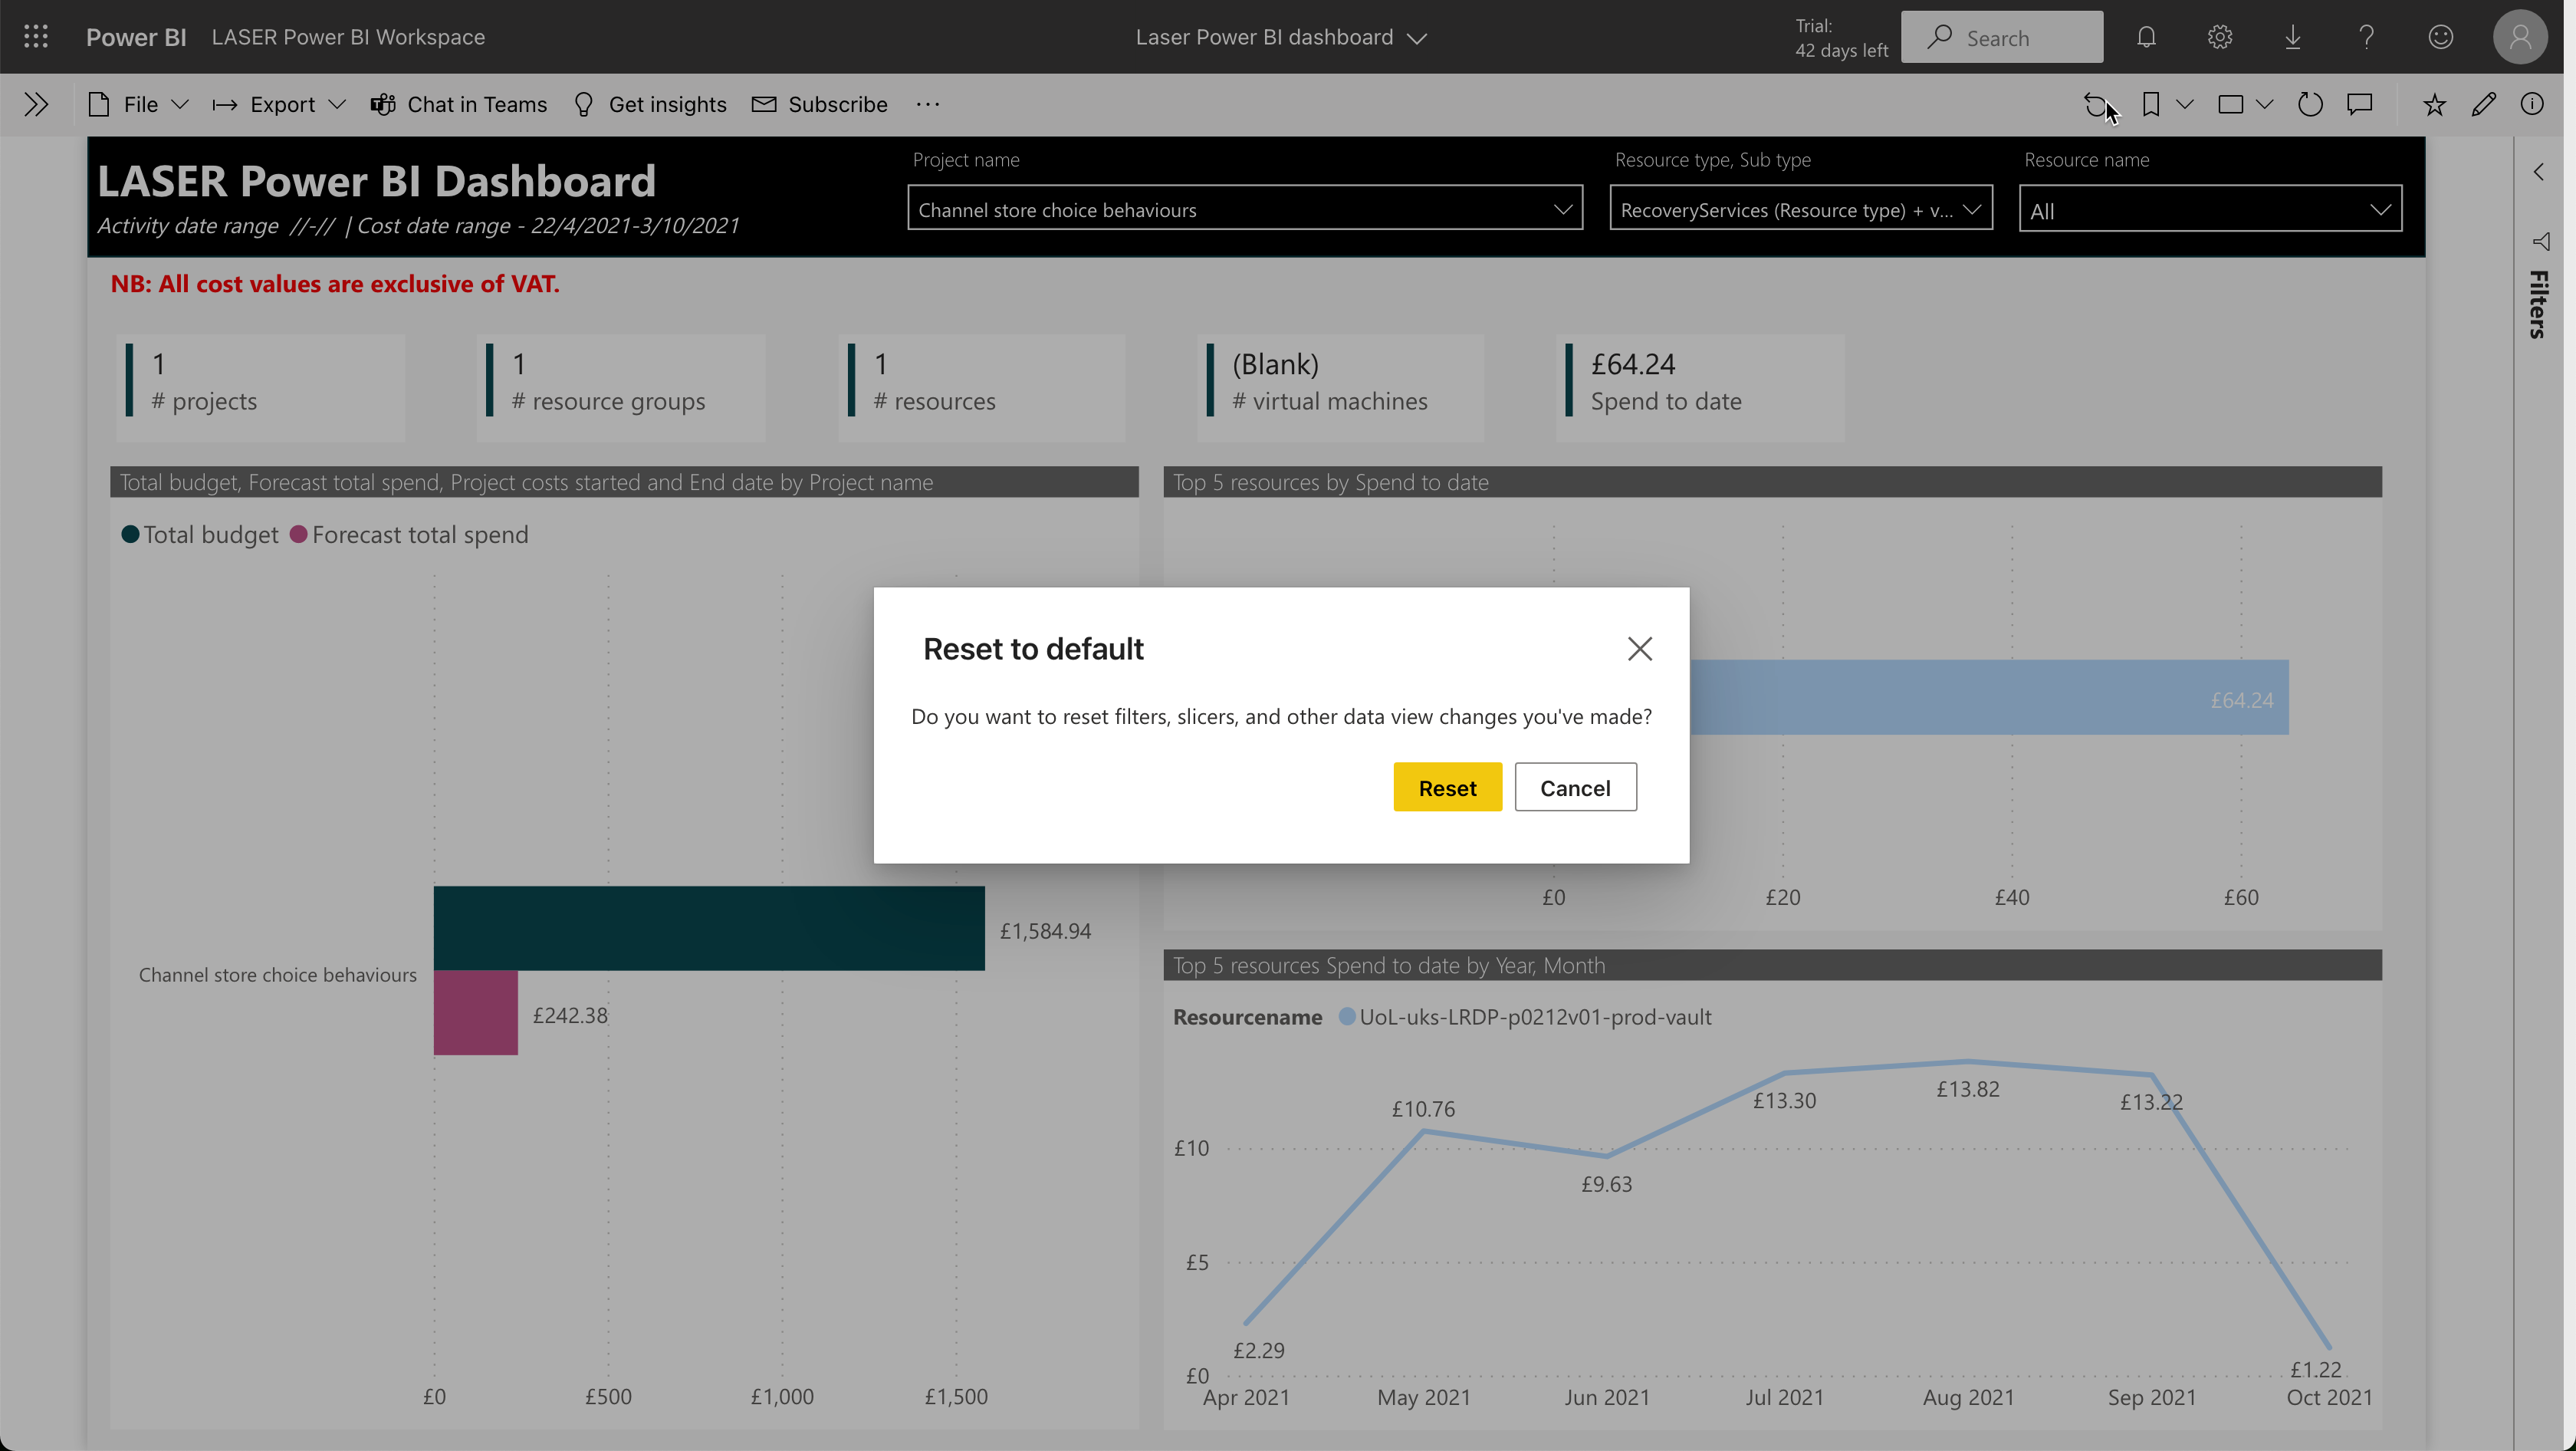 Power BI LASER Power BI Workspace
Laser Power BI dashboard
Trial:
42 days left
Search
File
Export
Chat in Teams
Get insights
Subscribe
LASER Power BI Dashboard
Activity date range //-// | Cost date range - 22/4/2021-3/10/2021
Project name
Channel store choice behaviours
Resource type, Sub type
RecoveryServices (Resource type) + v...
Resource name
All
Filters
NB: All cost values are exclusive of VAT.
1
# projects
1
# resource groups
1
# resources
(Blank)
# virtual machines
£64.24
Spend to date
Total budget, Forecast total spend, Project costs started and End date by Project name
Total budget Forecast total spend
Channel store choice behaviours
£1,584.94
£242.38
£0 £500 £1,000 £1,500
Top 5 resources by Spend to date
£64.24
£0 £20 £40 £60
Reset to default
Do you want to reset filters, slicers, and other data view changes you've made?
Reset
Cancel
Top 5 resources Spend to date by Year, Month
Resourcename UoL-uks-LRDP-p0212v01-prod-vault
£10
£5
£0
£2.29
£10.76
£9.63
£13.30
£13.82
£13.22
£1.22
Apr 2021 May 2021 Jun 2021 Jul 2021 Aug 2021 Sep 2021 Oct 2021